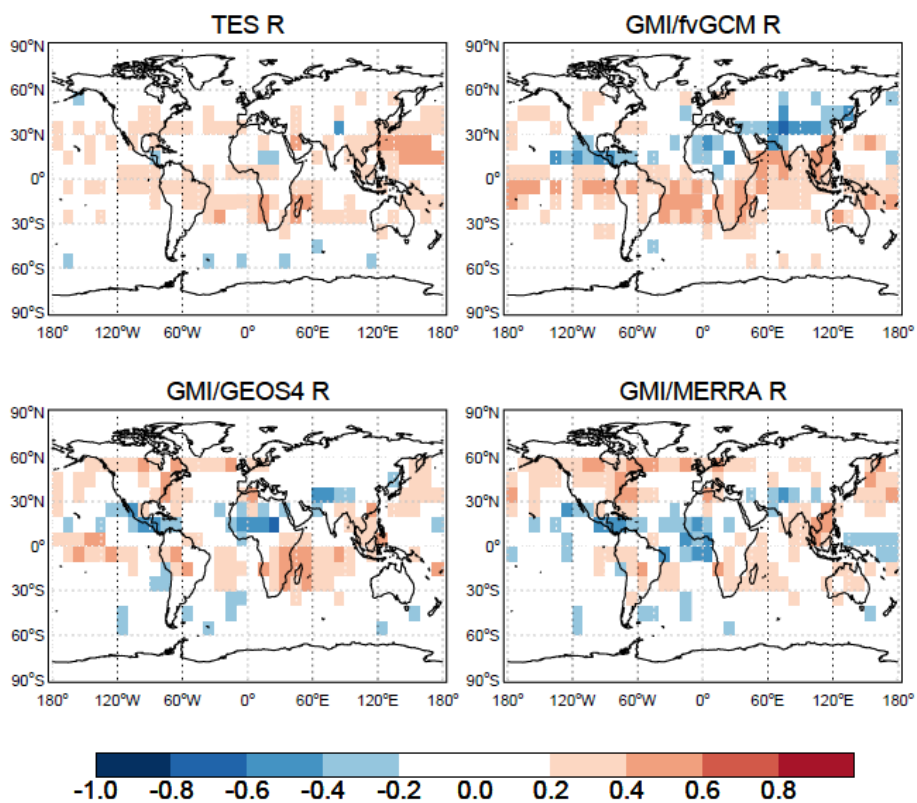 TES R
GMI/fvGCM R
90°N
60°N
30°N
0°
30°S
60°S
90°S
180° 120°W 60°W 0° 60°E 120°E 180°
90°N
60°N
30°N
0°
30°S
60°S
90°S
180° 120°W 60°W 0° 60°E 120°E 180°
GMI/GEOS4 R
GMI/MERRA R
90°N
60°N
30°N
0°
30°S
60°S
90°S
180° 120°W 60°W 0° 60°E 120°E 180°
90°N
60°N
30°N
0°
30°S
60°S
90°S
180° 120°W 60°W 0° 60°E 120°E 180°
-1.0 -0.8 -0.6 -0.4 -0.2 0.0 0.2 0.4 0.6 0.8